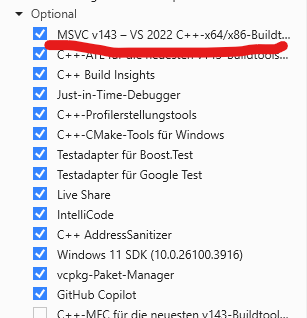 Optional
MSVC v143 – VS 2022 C++-x64/x86-Buildt...
C++-ATL für die neuesten v143-Buildtools...
C++ Build Insights
Just-in-Time-Debugger
C++-Profilerstellungstools
C++-CMake-Tools für Windows
Testadapter für Boost.Test
Testadapter für Google Test
Live Share
IntelliCode
C++ AddressSanitizer
Windows 11 SDK (10.0.26100.3916)
vcpkg-Paket-Manager
GitHub Copilot
C++-MFC für die neuesten v143-Buildtool...